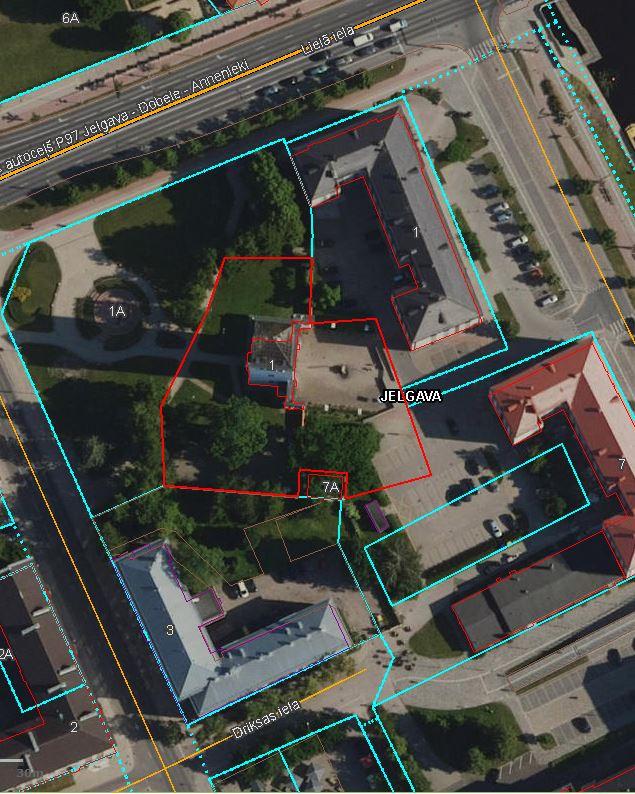 6A
Lielā iela
autoceļš P97 Jelgava - Dobele - Annenieki
1
1A
1
JELGAVA
7
7A
3
2A
2
Driksas iela
30m